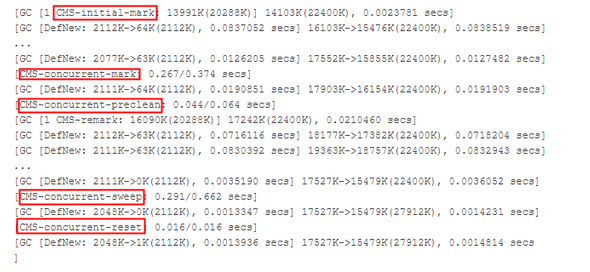 [GC [1 CMS-initial-mark: 13991K(20288K)] 14103K(22400K), 0.0023781 secs]
[GC [DefNew: 2112K->64K(2112K), 0.0837052 secs] 16103K->15476K(22400K), 0.0838519 secs]
...
[GC [DefNew: 2077K->63K(2112K), 0.0126205 secs] 17552K->15855K(22400K), 0.0127482 secs]
[CMS-concurrent-mark: 0.267/0.374 secs]
[GC [DefNew: 2111K->64K(2112K), 0.0190851 secs] 17903K->16154K(22400K), 0.0191903 secs]
[CMS-concurrent-preclean: 0.044/0.064 secs]
[GC [1 CMS-remark: 16090K(20288K)] 17242K(22400K), 0.0210460 secs]
[GC [DefNew: 2112K->63K(2112K), 0.0716116 secs] 18177K->17382K(22400K), 0.0718204 secs]
[GC [DefNew: 2111K->63K(2112K), 0.0830392 secs] 19363K->18757K(22400K), 0.0832943 secs]
...
[GC [DefNew: 2111K->0K(2112K), 0.0035190 secs] 17527K->15479K(22400K), 0.0036052 secs]
[CMS-concurrent-sweep: 0.291/0.662 secs]
[GC [DefNew: 2048K->0K(2112K), 0.0013347 secs] 17527K->15479K(27912K), 0.0014231 secs]
[CMS-concurrent-reset: 0.016/0.016 secs]
[GC [DefNew: 2048K->1K(2112K), 0.0013936 secs] 17527K->15479K(27912K), 0.0014814 secs
]